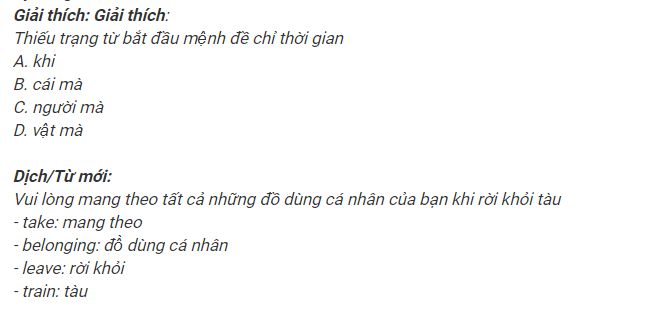 Giải thích: Giải thích:
Thiếu trạng từ bắt đầu mệnh đề chỉ thời gian
A. khi
B. cái mà
C. người mà
D. vật mà
Dịch/Từ mới:
Vui lòng mang theo tất cả những đồ dùng cá nhân của bạn khi rời khỏi tàu
- take: mang theo
- belonging: đồ dùng cá nhân
- leave: rời khỏi
- train: tàu